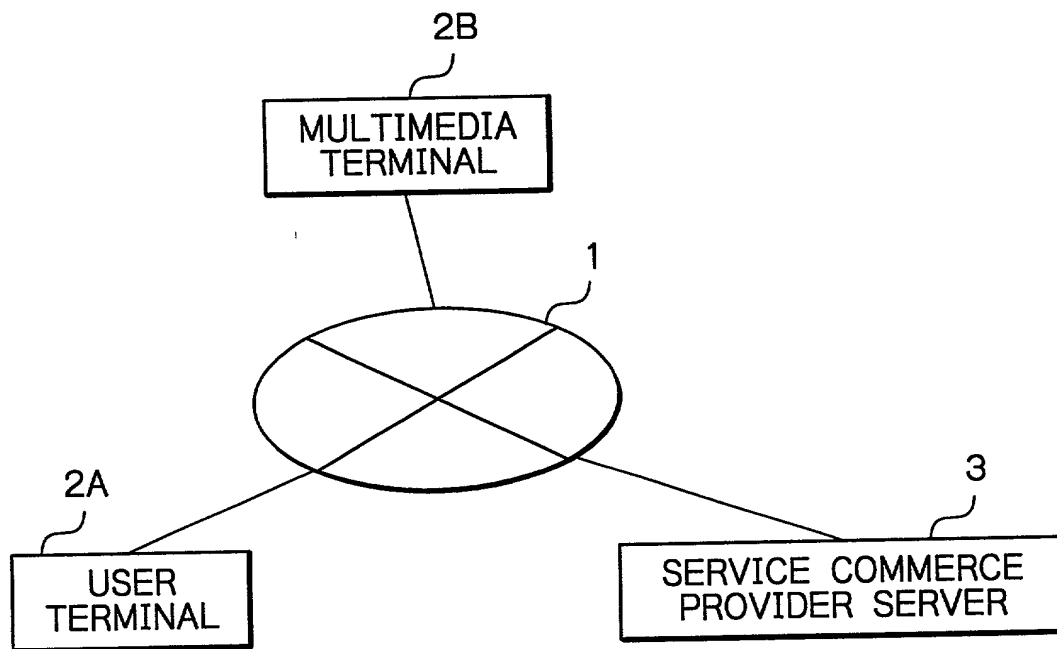 2B
MULTIMEDIA
TERMINAL
1
2A
USER
TERMINAL
3
SERVICE COMMERCE
PROVIDER SERVER